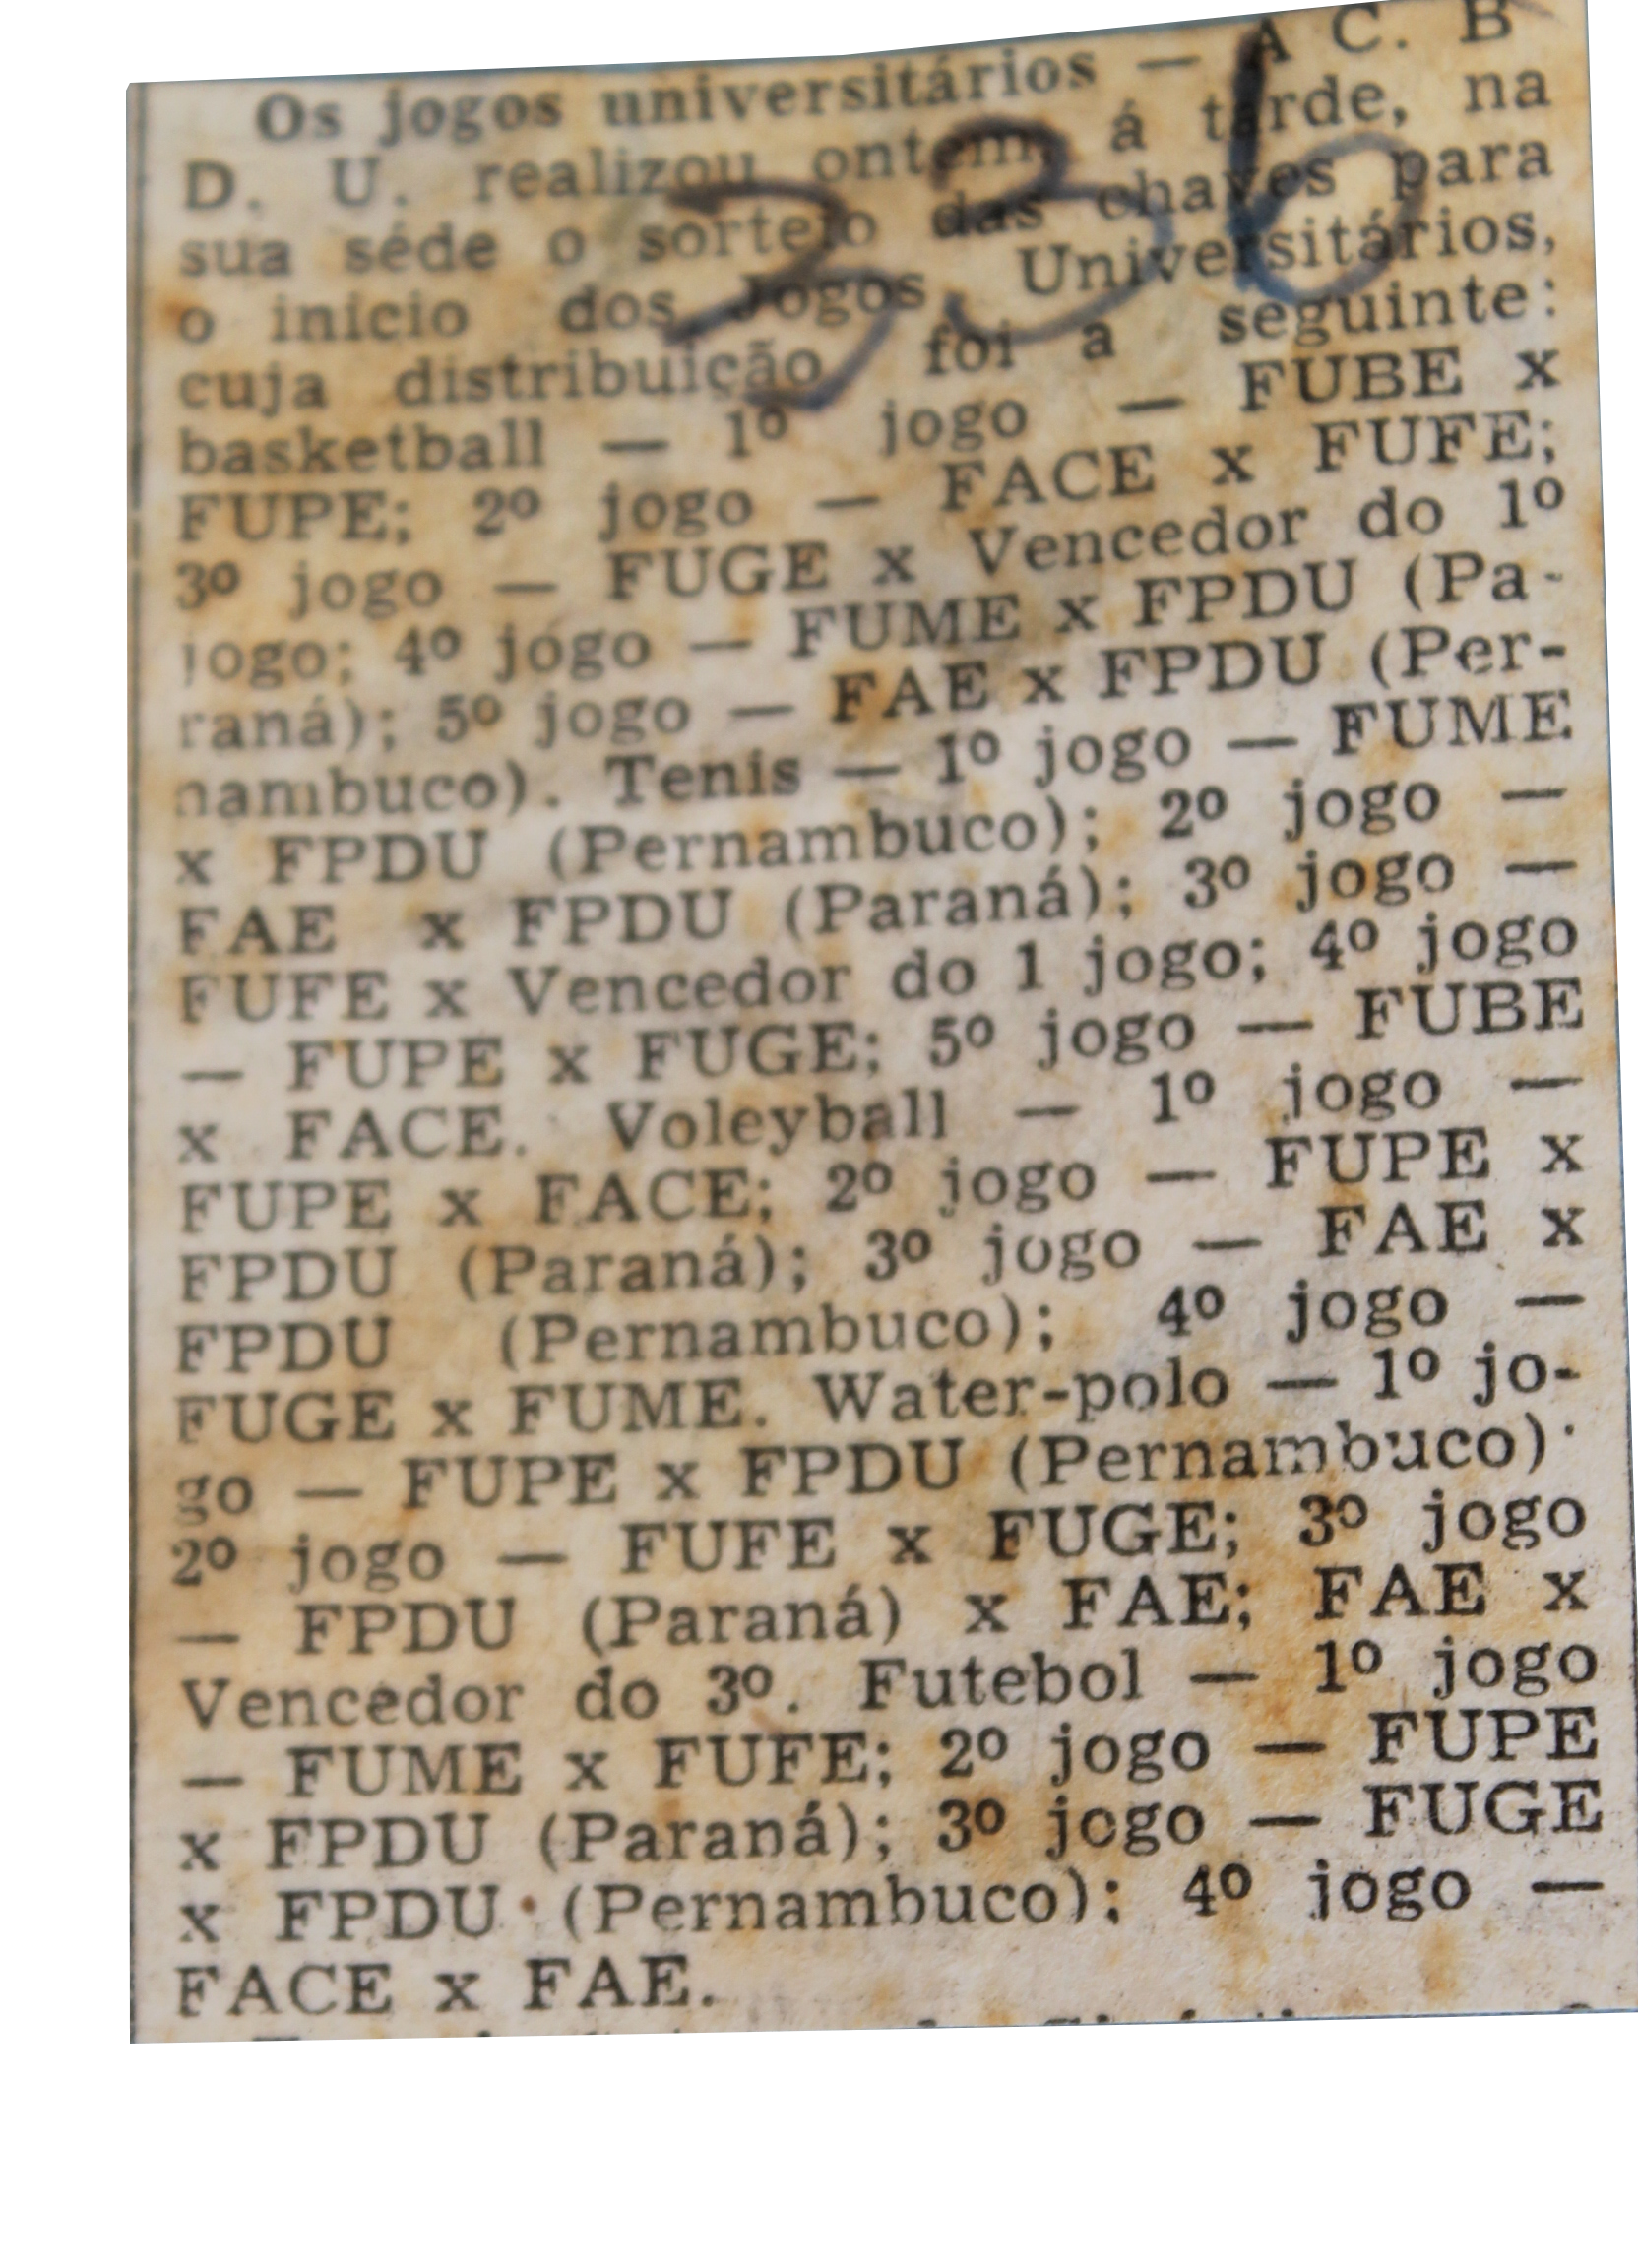 Os jogos universitários — A C. B
D. U. realizou ontem á tarde, na
sua séde o sorteio das chaves para
o inicio dos Jogos Universitários,
cuja distribuição foi a seguinte:
basketball — 1º jogo — FUBE x
FUPE; 2º jogo — FACE x FUFE;
3º jogo — FUGE x Vencedor do 1º
jogo; 4º jógo — FUME x FPDU (Pa-
raná); 5º jogo — FAE x FPDU (Per-
nambuco). Tenis — 1º jogo — FUME
x FPDU (Pernambuco); 2º jogo —
FAE x FPDU (Paraná); 3º jogo —
FUFE x Vencedor do 1 jogo; 4º jogo
— FUPE x FUGE; 5º jogo — FUBE
x FACE. Voleyball — 1º jogo —
FUPE x FACE; 2º jogo — FUPE x
FPDU (Paraná); 3º jogo — FAE x
FPDU (Pernambuco); 4º jogo —
FUGE x FUME. Water-polo — 1º jo-
go — FUPE x FPDU (Pernambuco)
2º jogo — FUFE x FUGE; 3º jogo
— FPDU (Paraná) x FAE; FAE x
Vencedor do 3º. Futebol — 1º jogo
— FUME x FUFE; 2º jogo — FUPE
x FPDU (Paraná); 3º jogo — FUGE
x FPDU (Pernambuco); 4º jogo —
FACE x FAE.